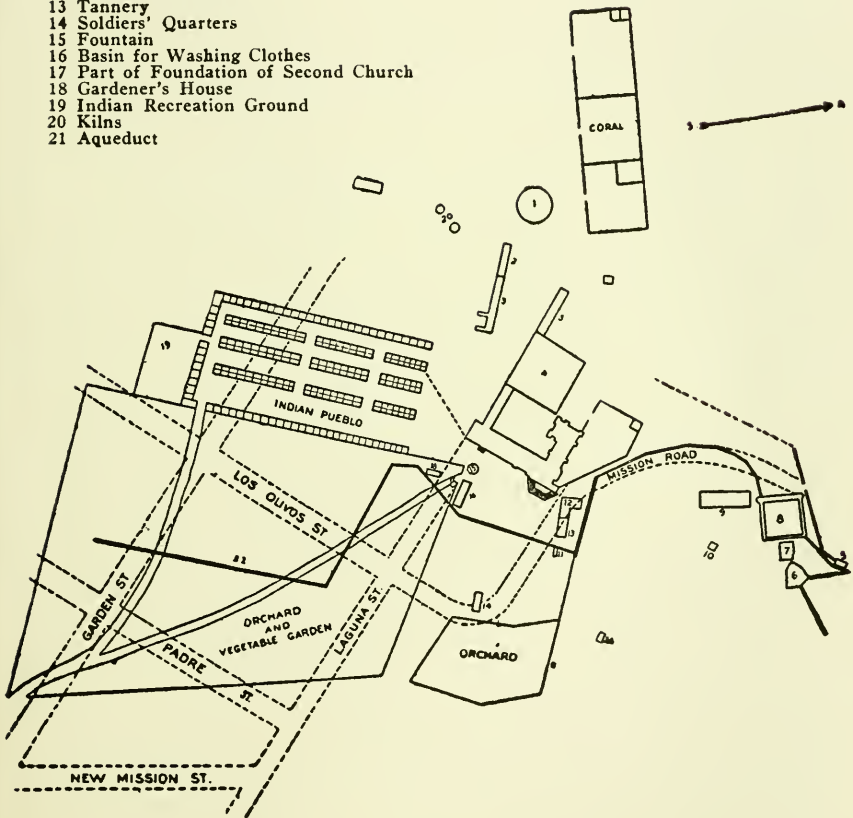 13 Tannery
14 Soldiers' Quarters
15 Fountain
16 Basin for Washing Clothes
17 Part of Foundation of Second Church
18 Gardener's House
19 Indian Recreation Ground
20 Kilns
21 Aqueduct
CORAL
1
20
2
3
3
4
19
INDIAN PUEBLO
MISSION ROAD
LOS OLIVOS ST
12
13
9
8
7
10
6
GARDEN ST.
ORCHARD
AND
VEGETABLE GARDEN
LAGUNA ST.
14
PADRE
ST.
ORCHARD
NEW MISSION ST.